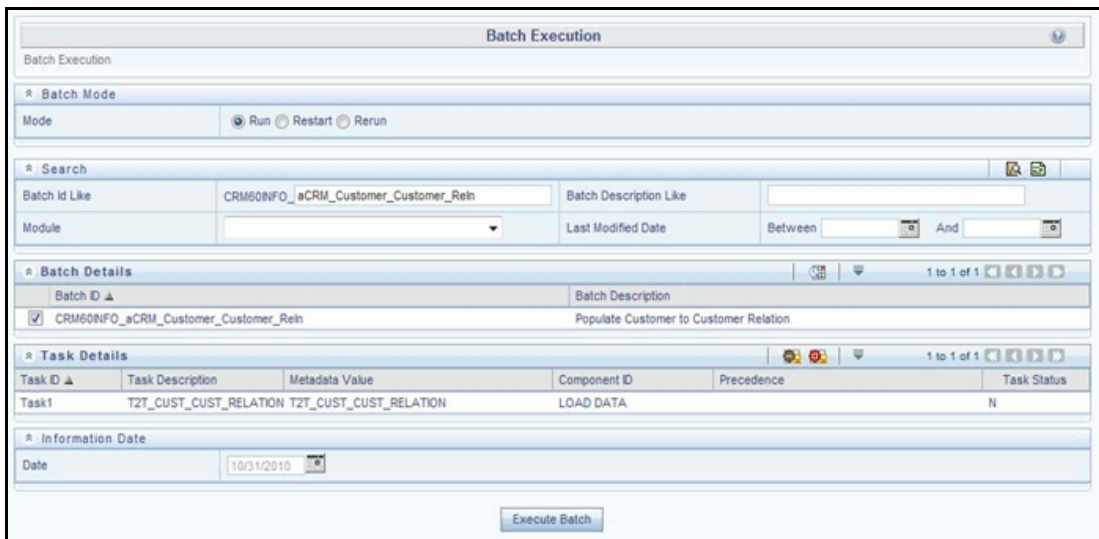 Batch Execution
Batch Execution
Batch Mode
Mode Run Restart Rerun
Search
Batch Id Like CRM60INFO_ aCRM_Customer_Customer_Reln Batch Description Like
Module Last Modified Date Between And
Batch Details 1 to 1 of 1
Batch ID Batch Description
CRM60INFO_aCRM_Customer_Customer_Reln Populate Customer to Customer Relation
Task Details 1 to 1 of 1
Task ID Task Description Metadata Value Component ID Precedence Task Status
Task1 T2T_CUST_CUST_RELATION T2T_CUST_CUST_RELATION LOAD DATA N
Information Date
Date 10/31/2010
Execute Batch